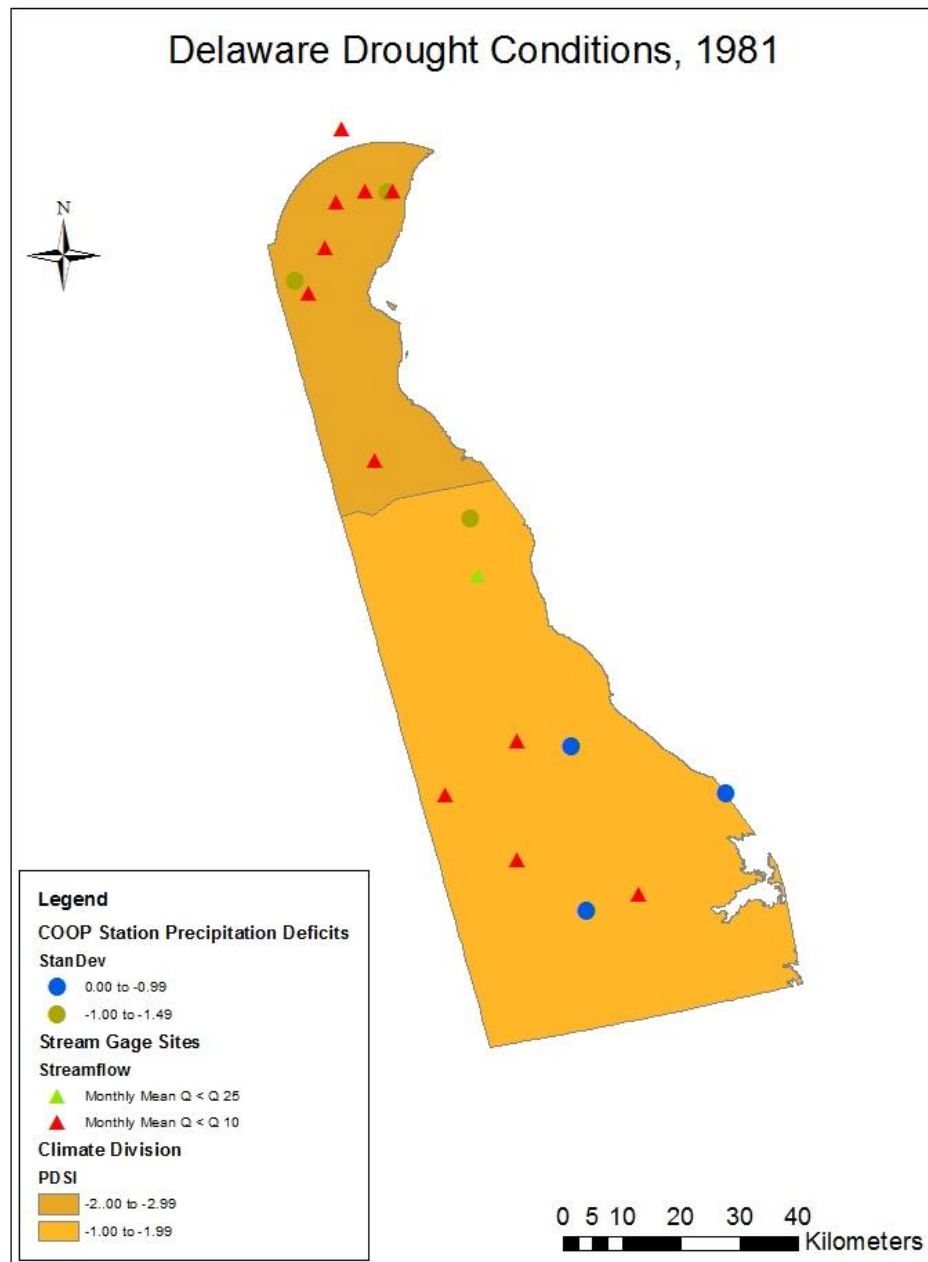 Delaware Drought Conditions, 1981
N
Legend
COOP Station Precipitation Deficits
StanDev
0.00 to -0.99
-1.00 to -1.49
Stream Gage Sites
Streamflow
Monthly Mean Q < Q 25
Monthly Mean Q < Q 10
Climate Division
PDSI
-2..00 to -2.99
-1.00 to -1.99
0 5 10 20 30 40
Kilometers